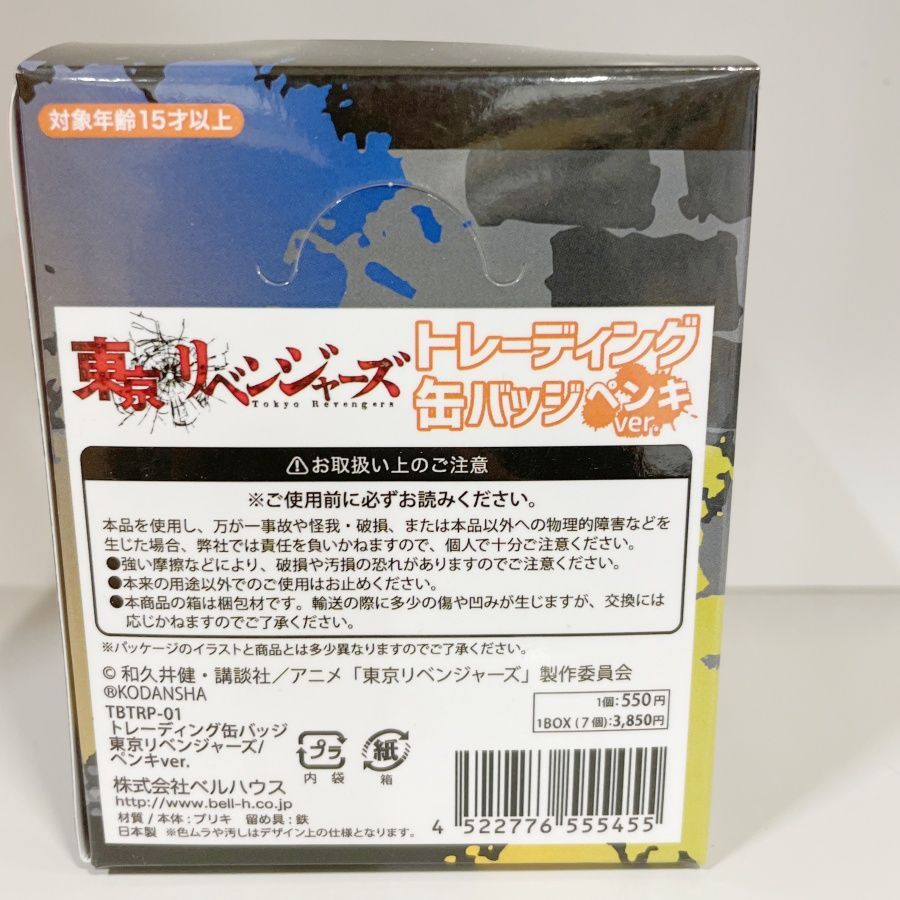 対象年齢15才以上
東京リベンジャーズ
Tokyo Revengers
トレーディング
缶バッジ ペンキ
ver.
⚠お取扱い上のご注意
※ご使用前に必ずお読みください。
本品を使用し、万が一事故や怪我・破損、または本品以外への物理的障害などを
生じた場合、弊社では責任を負いかねますので、個人で十分ご注意ください。
●強い摩擦などにより、破損や汚損の恐れがありますのでご注意ください。
●本来の用途以外でのご使用はお止めください。
●本商品の箱は梱包材です。輸送の際に多少の傷や凹みが生じますが、交換には
応じかねますのでご了承ください。
※パッケージのイラストと商品とは多少異なりますのでご了承ください。
© 和久井健・講談社／アニメ「東京リベンジャーズ」製作委員会
®KODANSHA
TBTRP-01
トレーディング缶バッジ
東京リベンジャーズ/
ペンキver.
1個:550円
1BOX (7個):3,850円
プラ
内 袋
紙
箱
株式会社ベルハウス
http://www.bell-h.co.jp
材質 / 本体 : ブリキ 留め具 : 鉄
日本製 ※色ムラや汚しはデザイン上の仕様となります。
4 522776 555455